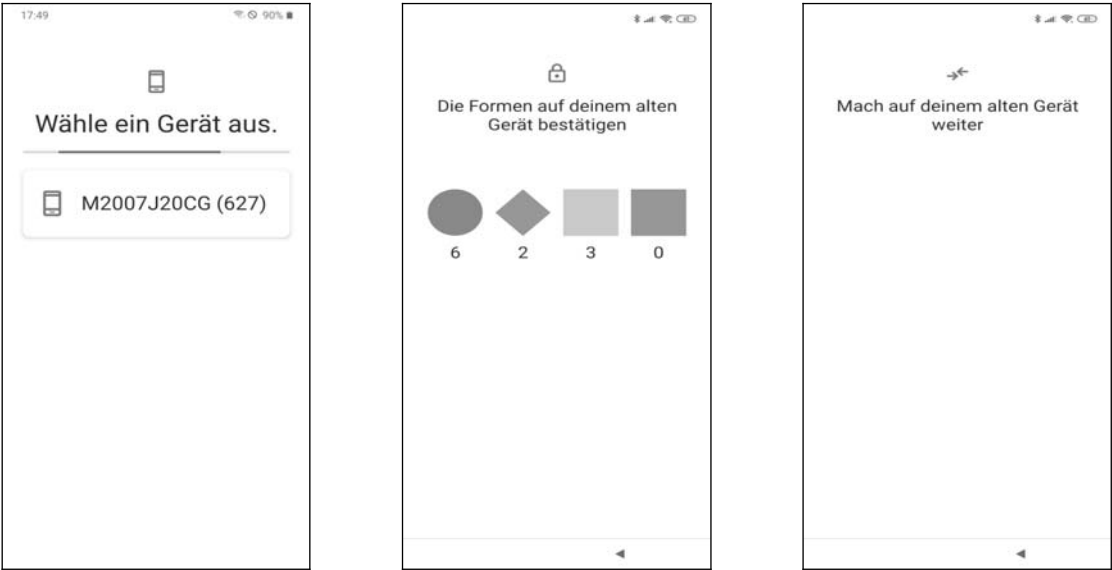 17:49
90%
Wähle ein Gerät aus.
M2007J20CG (627)
Die Formen auf deinem alten
Gerät bestätigen
6 2 3 0
Mach auf deinem alten Gerät
weiter